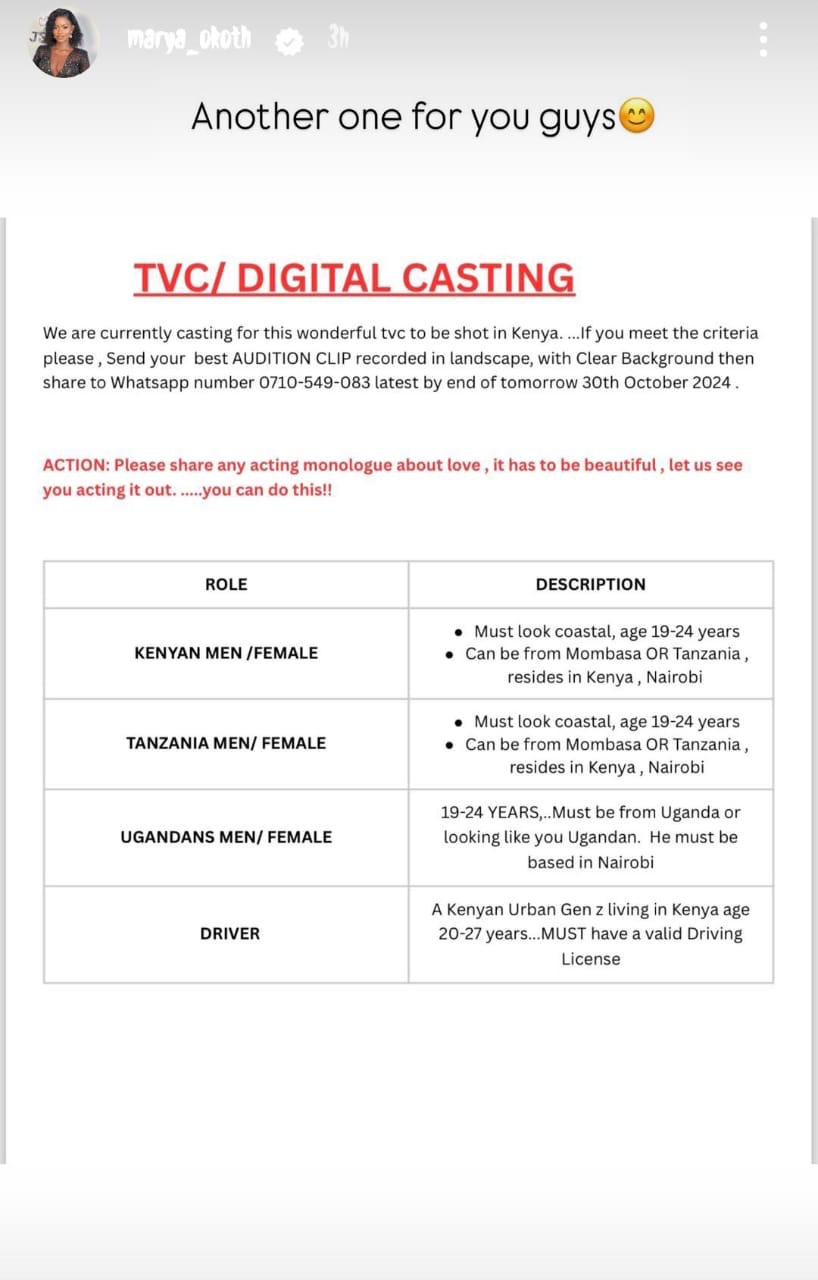 marya_okoth 3h
Another one for you guys😊
TVC/ DIGITAL CASTING
We are currently casting for this wonderful tvc to be shot in Kenya. ...If you meet the criteria
please , Send your best AUDITION CLIP recorded in landscape, with Clear Background then
share to Whatsapp number 0710-549-083 latest by end of tomorrow 30th October 2024 .
ACTION: Please share any acting monologue about love , it has to be beautiful , let us see
you acting it out. .....you can do this!!
ROLE
DESCRIPTION
KENYAN MEN /FEMALE
• Must look coastal, age 19-24 years
• Can be from Mombasa OR Tanzania ,
resides in Kenya , Nairobi
TANZANIA MEN/ FEMALE
• Must look coastal, age 19-24 years
• Can be from Mombasa OR Tanzania ,
resides in Kenya , Nairobi
UGANDANS MEN/ FEMALE
19-24 YEARS,..Must be from Uganda or
looking like you Ugandan. He must be
based in Nairobi
DRIVER
A Kenyan Urban Gen z living in Kenya age
20-27 years...MUST have a valid Driving
License